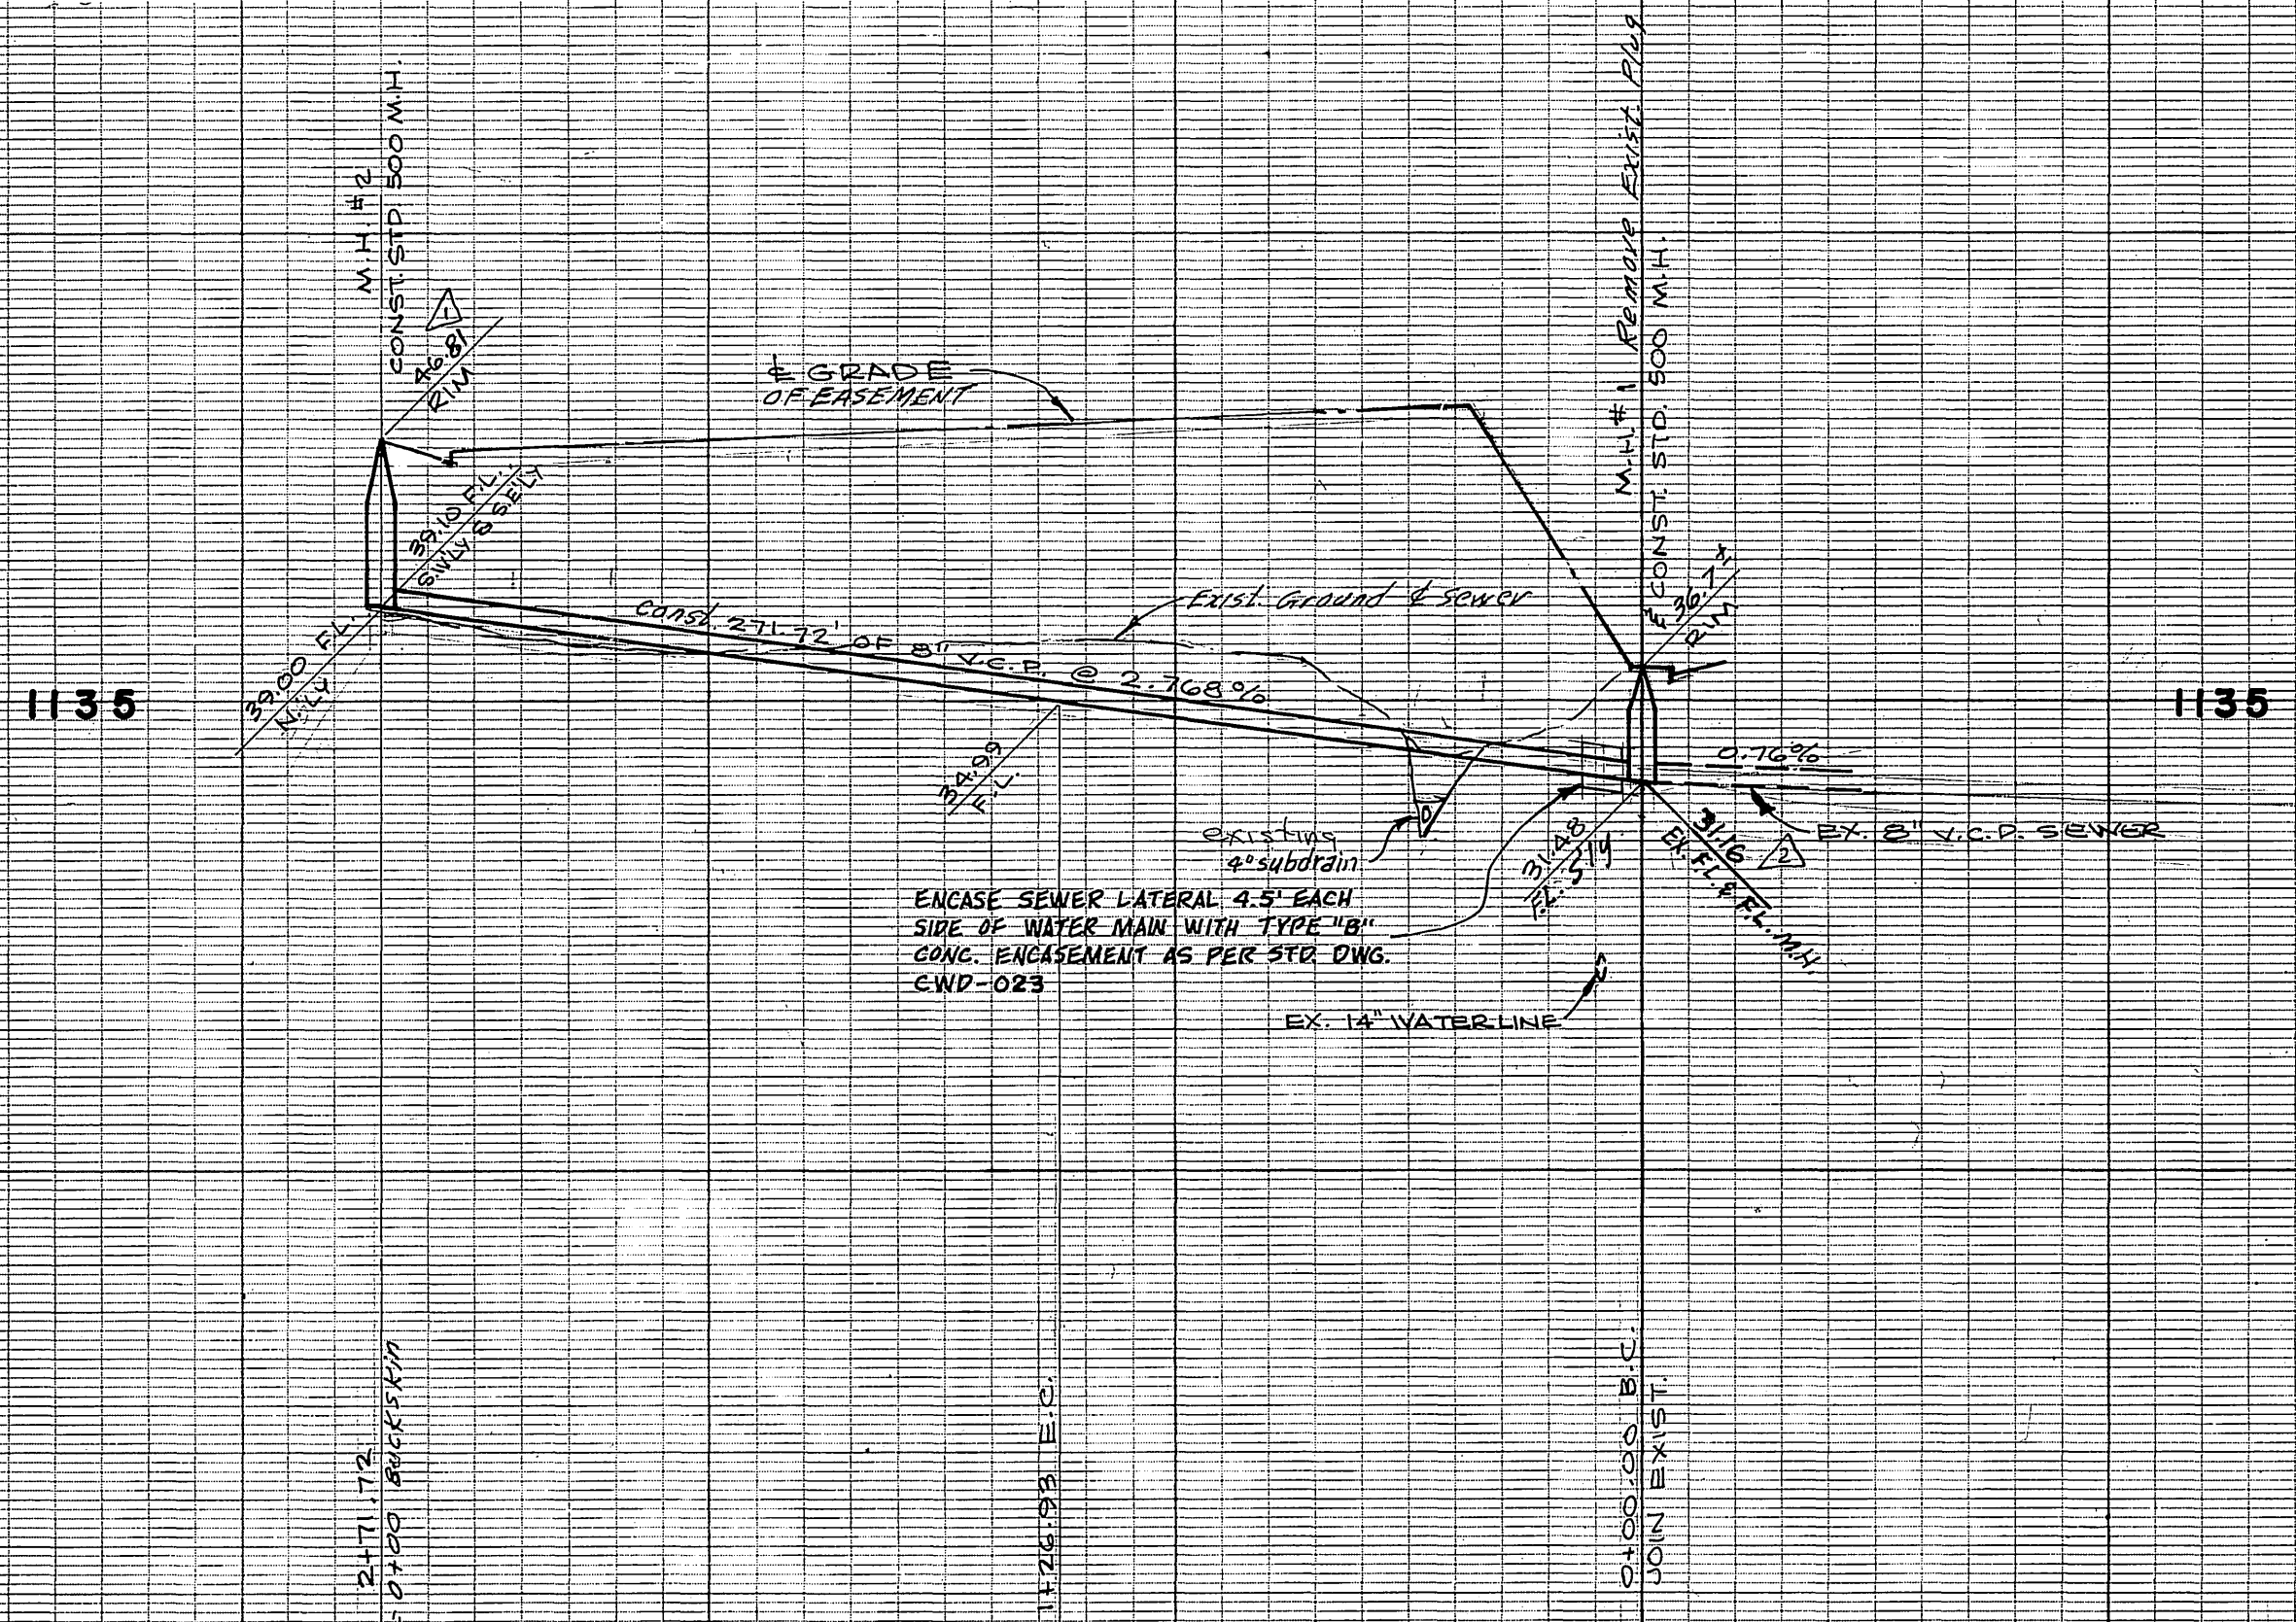 M.H. #2
CONST. STD. 500 M.H.
1
46.81
RIM
℄ GRADE
OF EASEMENT
M.H. #1 Remove Exist. Plug
& CONST. STD. 500 M.H.
36.7±
RIM
39.10 F.L.
S.W'LY & S.E'LY
39.00 F.L.
N.'LY
Const. 271.72' OF 8" V.C.P. @ 2.768%
Exist. Ground ℄ Sewer
1135
1135
34.99
F.L.
0.76%
EX. 8" V.C.P. SEWER
existing
4" subdrain
31.48
F.L. S'ly
31.16
EX. F.L. & F.L. M.H.
2
ENCASE SEWER LATERAL 4.5' EACH
SIDE OF WATER MAIN WITH TYPE "B"
CONC. ENCASEMENT AS PER STD. DWG.
CWD-023
EX. 14" WATERLINE
2+71.72
= 0+00 Buckskin
1+26.93 E.C.
0+00.00 B.C.
JOIN EXIST.